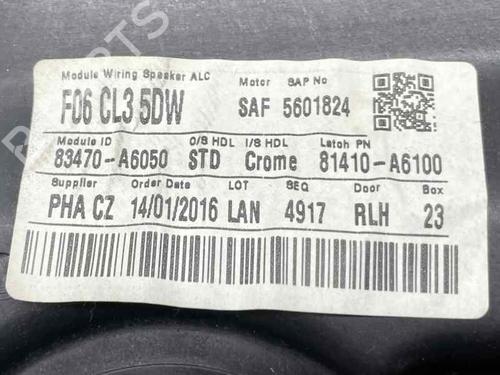 Module Wiring Speaker ALC Motor SAP No
F06 CL3 5DW SAF 5601824
Module ID O/S HDL I/S HDL Latch PN
83470-A6050 STD Crome 81410-A6100
Supplier Order Date LOT SEQ Door Box
PHA CZ 14/01/2016 LAN 4917 RLH 23